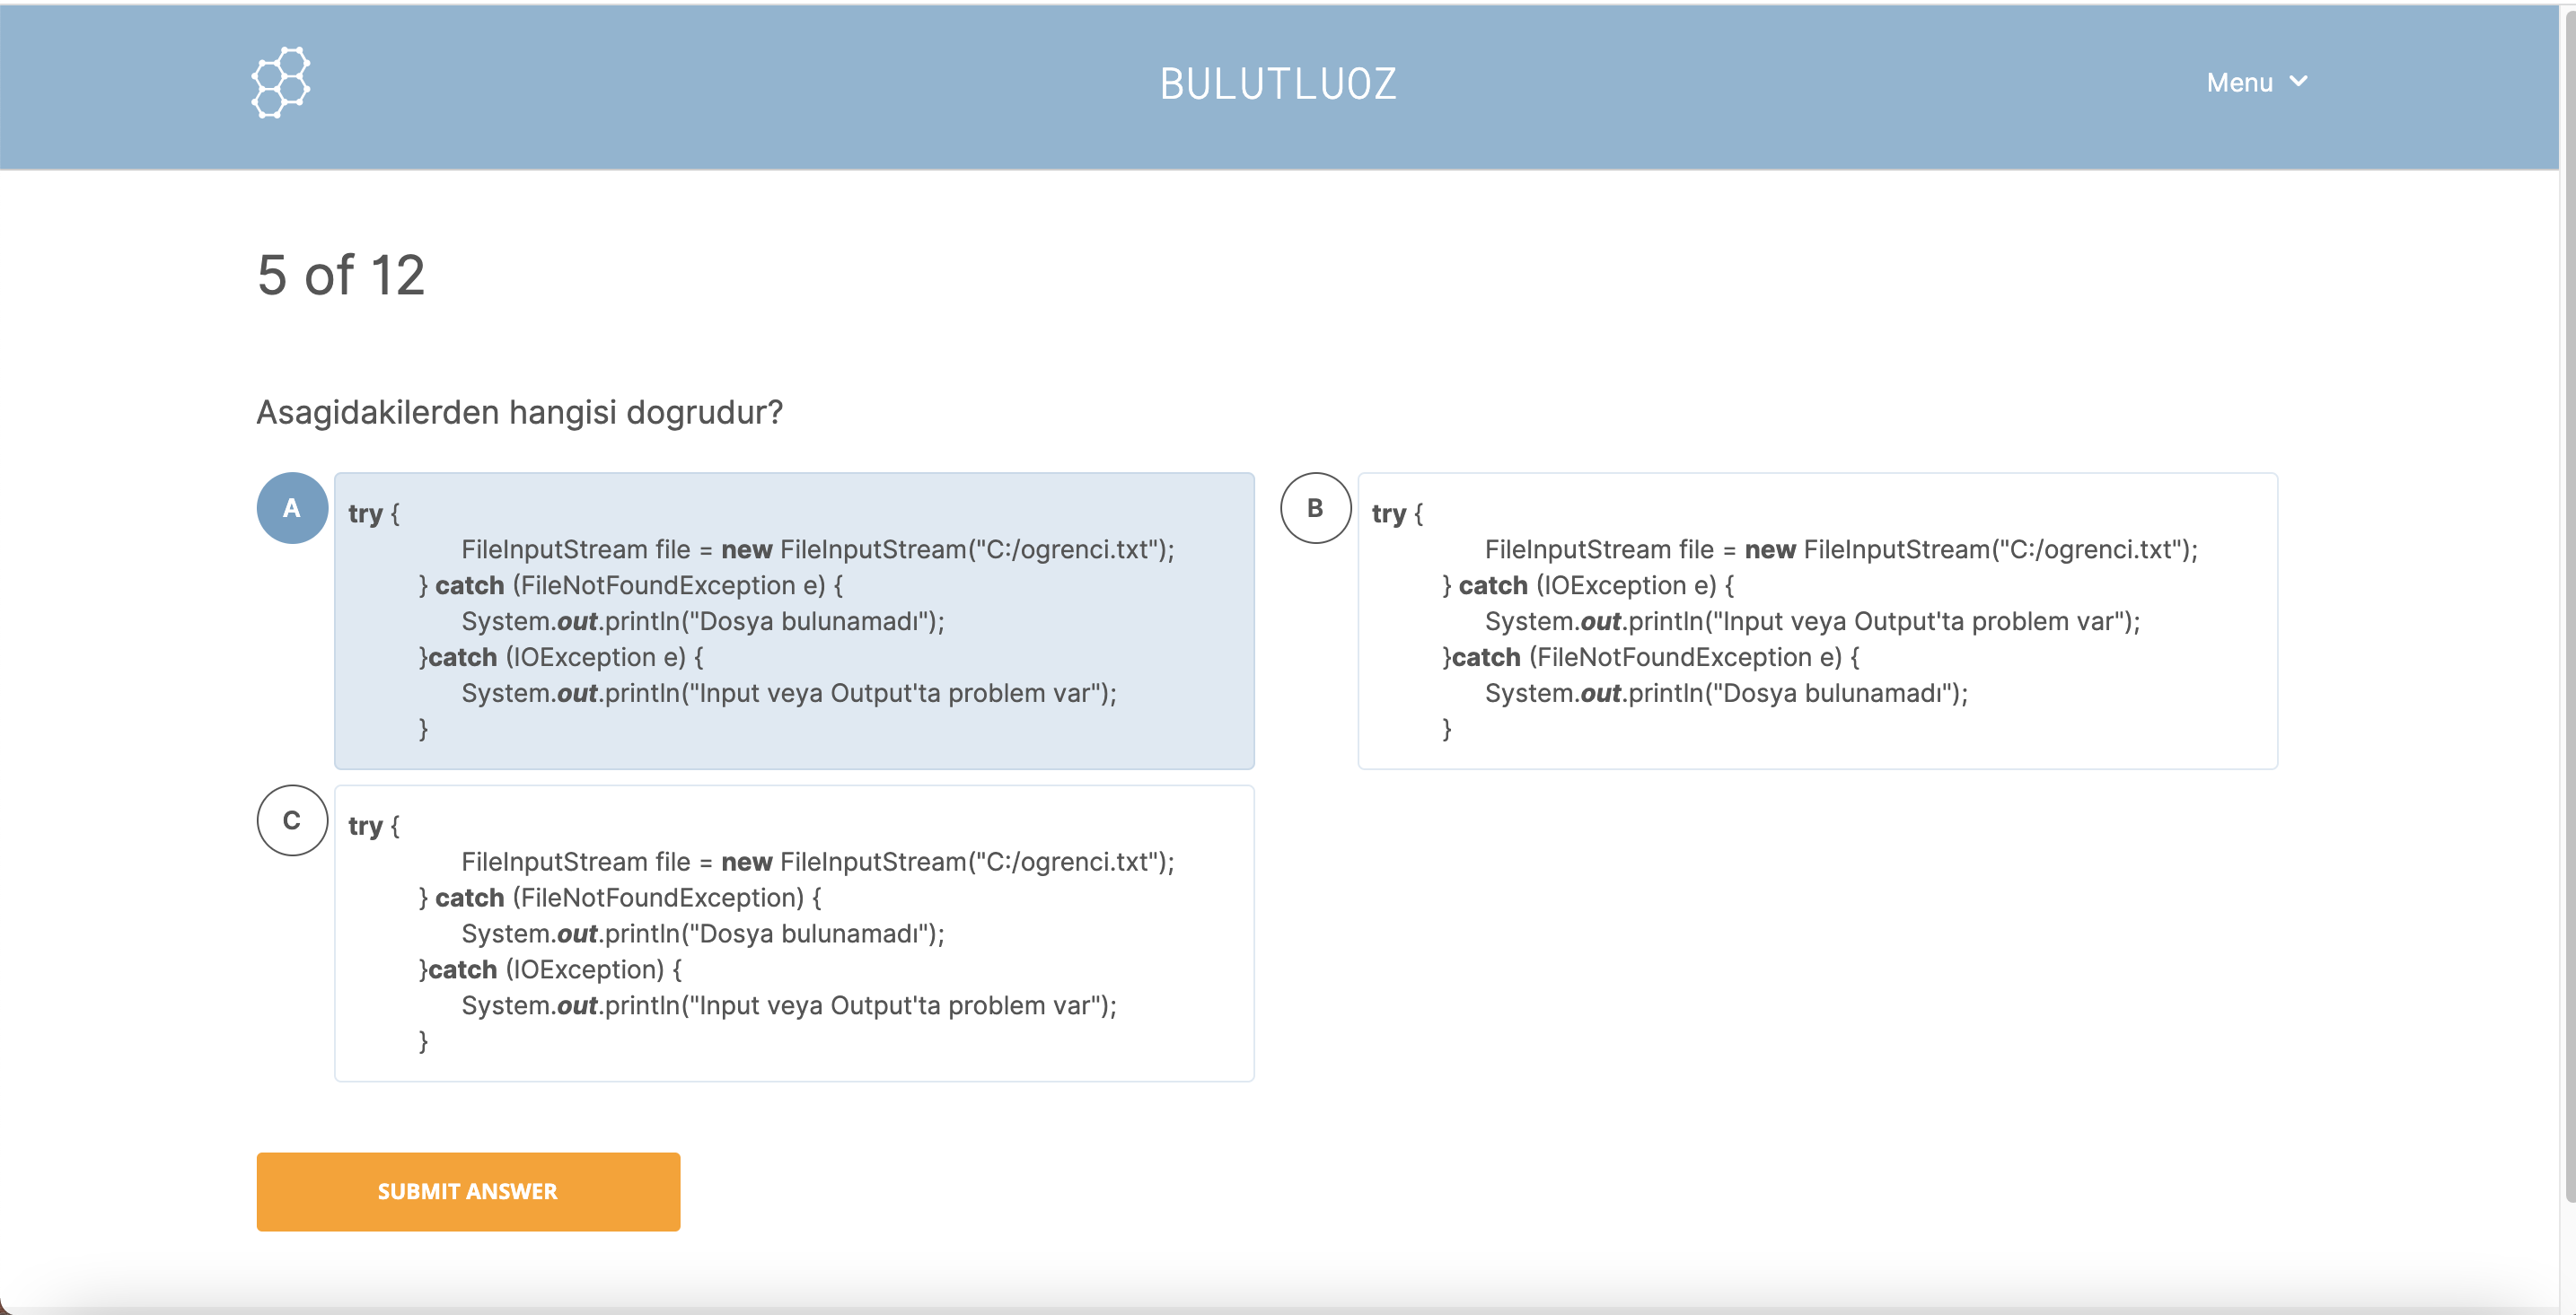 BULUTLUOZ
Menu
5 of 12
Asagidakilerden hangisi dogrudur?
A
try {
FileInputStream file = new FileInputStream("C:/ogrenci.txt");
} catch (FileNotFoundException e) {
System.out.println("Dosya bulunamadı");
}catch (IOException e) {
System.out.println("Input veya Output'ta problem var");
}
B
try {
FileInputStream file = new FileInputStream("C:/ogrenci.txt");
} catch (IOException e) {
System.out.println("Input veya Output'ta problem var");
}catch (FileNotFoundException e) {
System.out.println("Dosya bulunamadı");
}
C
try {
FileInputStream file = new FileInputStream("C:/ogrenci.txt");
} catch (FileNotFoundException) {
System.out.println("Dosya bulunamadı");
}catch (IOException) {
System.out.println("Input veya Output'ta problem var");
}
SUBMIT ANSWER